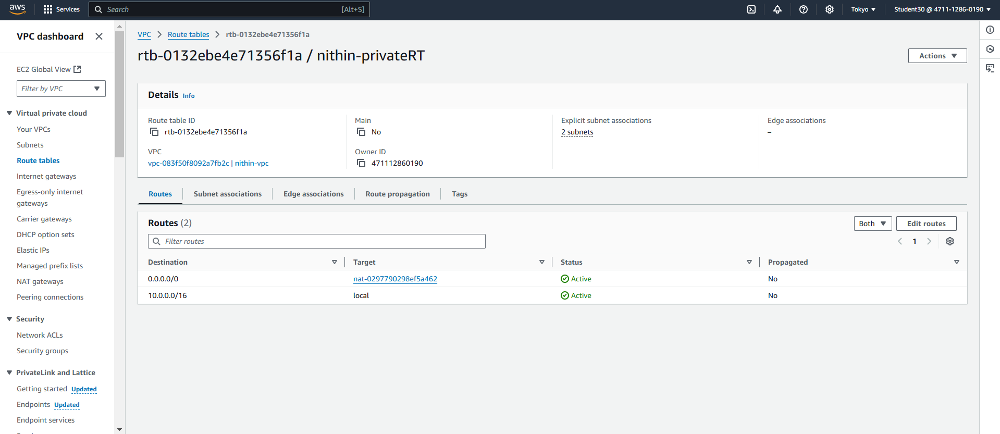 aws
Services
Search
[Alt+S]
Tokyo
Student30 @ 4711-1286-0190
VPC dashboard
EC2 Global View
Filter by VPC
Virtual private cloud
Your VPCs
Subnets
Route tables
Internet gateways
Egress-only internet
gateways
Carrier gateways
DHCP option sets
Elastic IPs
Managed prefix lists
NAT gateways
Peering connections
Security
Network ACLs
Security groups
PrivateLink and Lattice
Getting started Updated
Endpoints Updated
Endpoint services
VPC > Route tables > rtb-0132ebe4e71356f1a
rtb-0132ebe4e71356f1a / nithin-privateRT
Actions
Details Info
Route table ID
rtb-0132ebe4e71356f1a
Main
No
Explicit subnet associations
2 subnets
Edge associations
–
VPC
vpc-083f50f8092a7fb2c | nithin-vpc
Owner ID
471112860190
Routes Subnet associations Edge associations Route propagation Tags
Routes (2)
Both
Edit routes
Filter routes
1
Destination Target Status Propagated
0.0.0.0/0 nat-0297790298ef5a462 Active No
10.0.0.0/16 local Active No